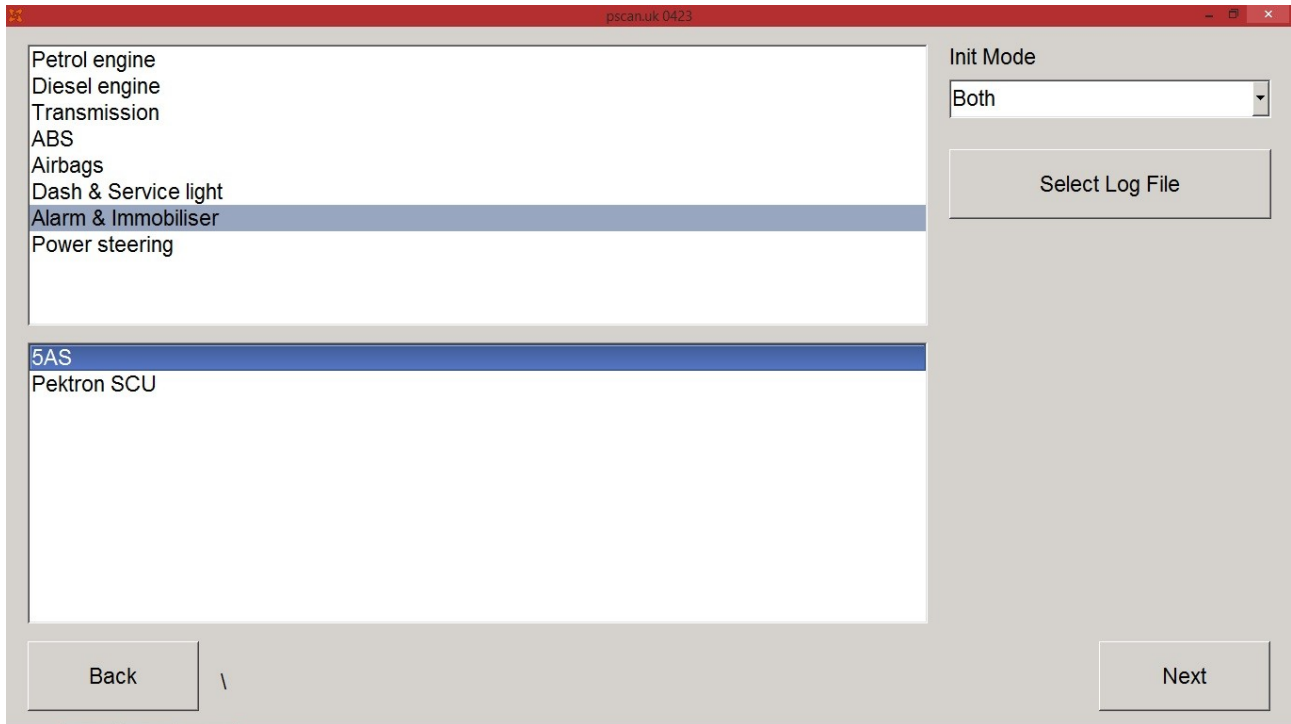 pscan.uk 0423
Petrol engine
Diesel engine
Transmission
ABS
Airbags
Dash & Service light
Alarm & Immobiliser
Power steering
Init Mode
Both
Select Log File
5AS
Pektron SCU
Back
\
Next